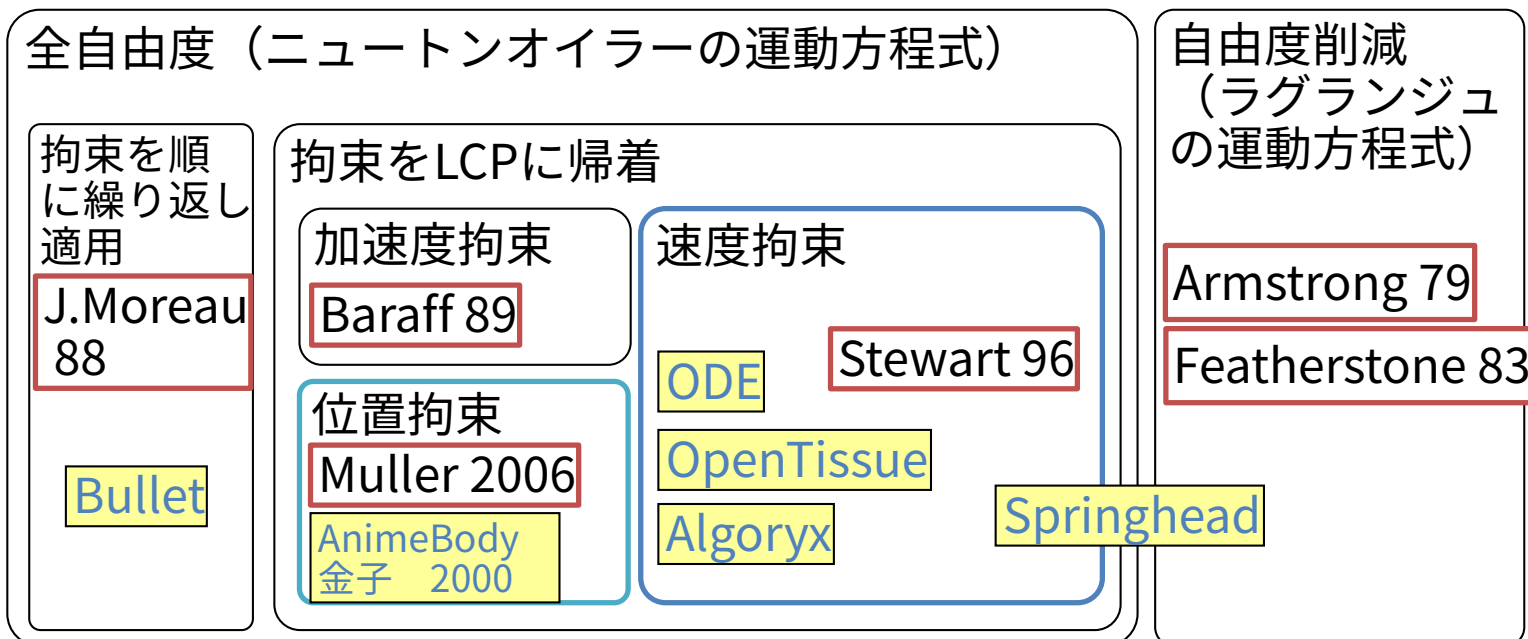 全自由度（ニュートンオイラーの運動方程式）
拘束を順
に繰り返し
適用
J.Moreau
88
Bullet
拘束をLCPに帰着
加速度拘束
Baraff 89
位置拘束
Muller 2006
AnimeBody
金子　2000
速度拘束
Stewart 96
ODE
OpenTissue
Algoryx
Springhead
自由度削減
（ラグランジュ
の運動方程式）
Armstrong 79
Featherstone 83